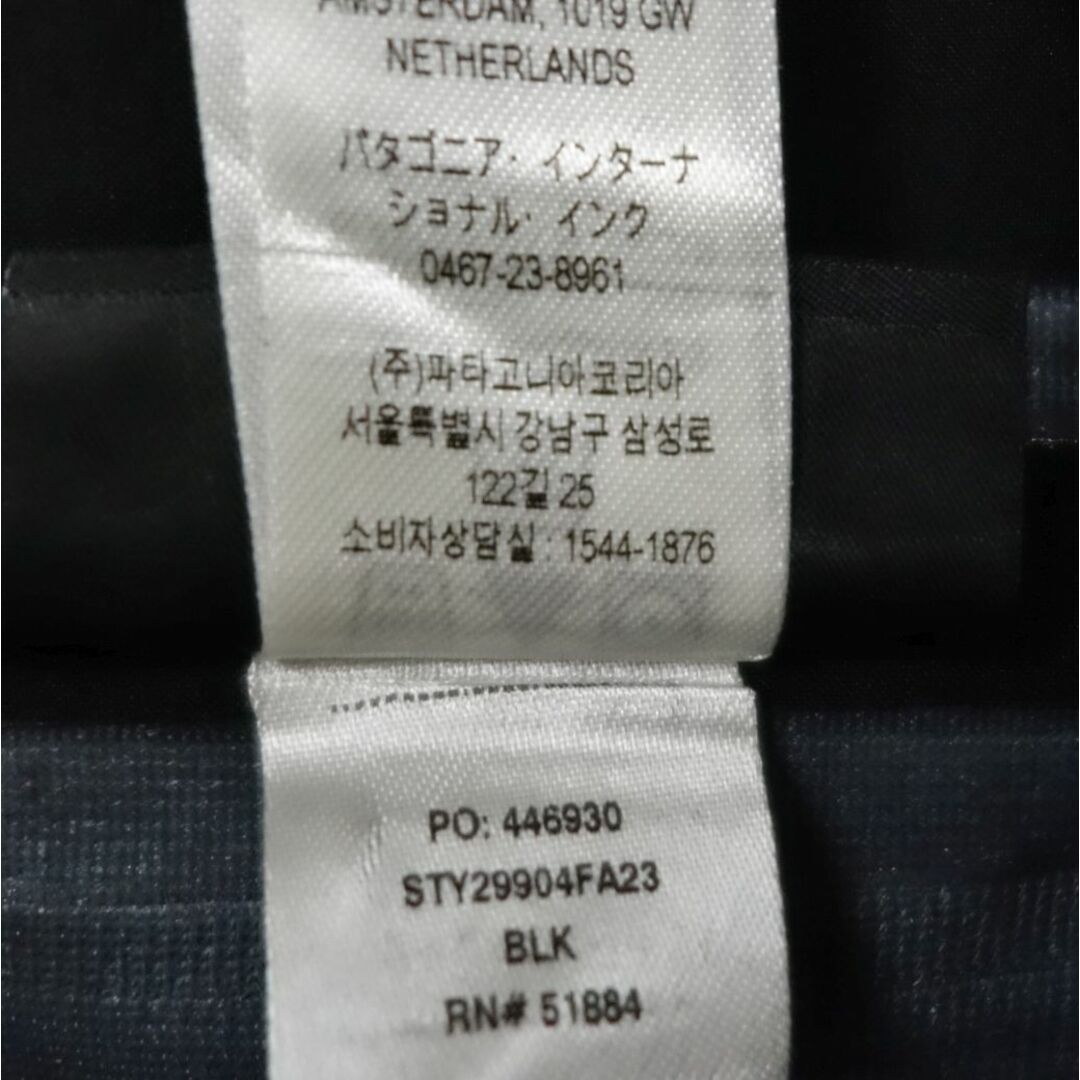 AMSTERDAM, 1019 GW
NETHERLANDS
パタゴニア・インターナ
ショナル・インク
0467-23-8961
(주)파타고니아코리아
서울특별시 강남구 삼성로
122길 25
소비자상담실 : 1544-1876
PO: 446930
STY29904FA23
BLK
RN# 51884